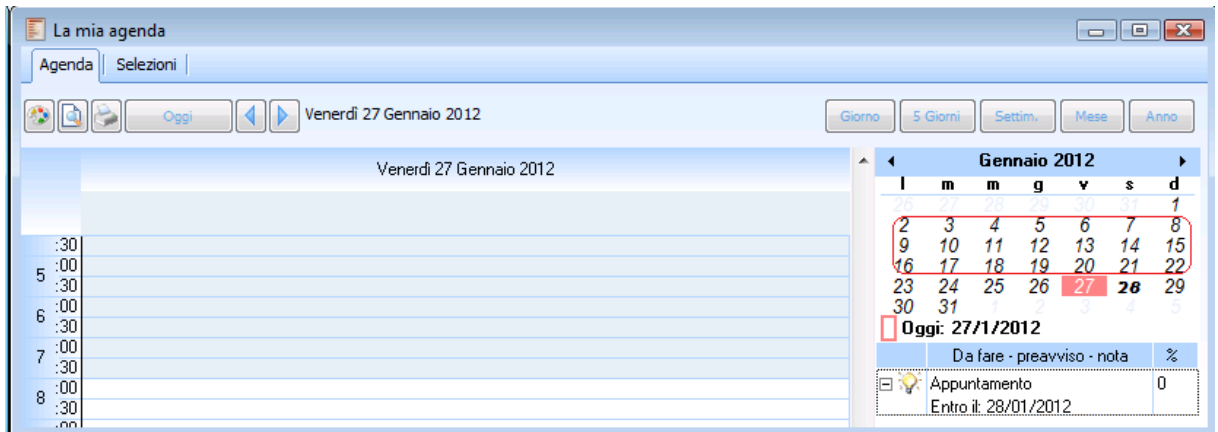 La mia agenda
Agenda Selezioni
Oggi Venerdì 27 Gennaio 2012 Giorno 5 Giorni Settim. Mese Anno
Venerdì 27 Gennaio 2012
:30
5 :00
:30
6 :00
:30
7 :00
:30
8 :00
:30
:00
Gennaio 2012
l m m g v s d
26 27 28 29 30 31 1
2 3 4 5 6 7 8
9 10 11 12 13 14 15
16 17 18 19 20 21 22
23 24 25 26 27 28 29
30 31 1 2 3 4 5
Oggi: 27/1/2012
Da fare - preavviso - nota %
Appuntamento 0
Entro il: 28/01/2012